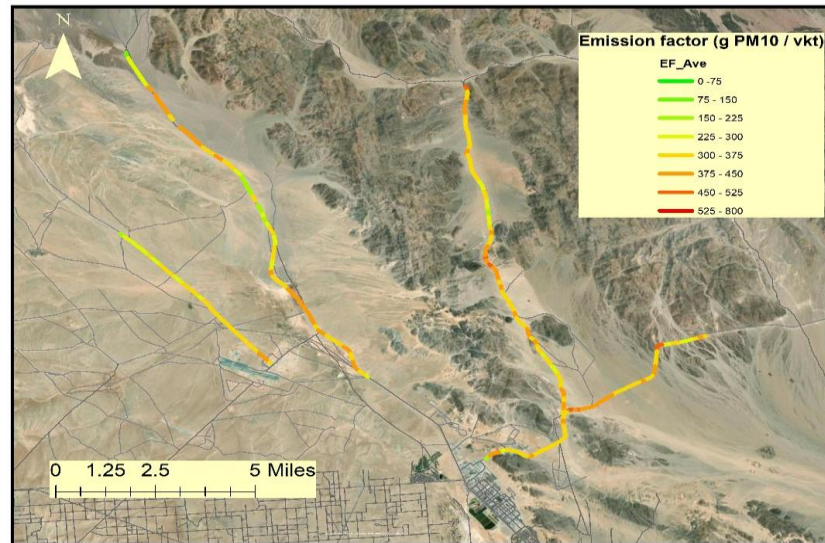 N
Emission factor (g PM10 / vkt)
EF_Ave
0 -75
75 - 150
150 - 225
225 - 300
300 - 375
375 - 450
450 - 525
525 - 800
0 1.25 2.5 5 Miles